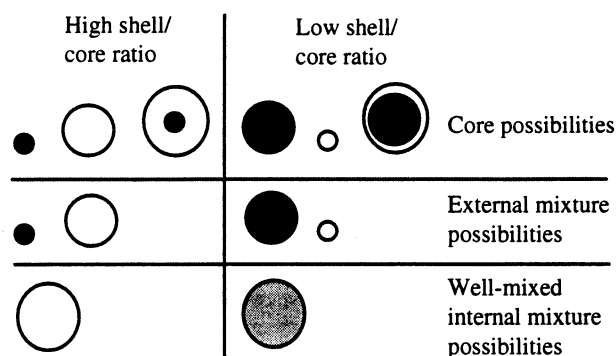 High shell/
core ratio
Low shell/
core ratio
Core possibilities
External mixture
possibilities
Well-mixed
internal mixture
possibilities